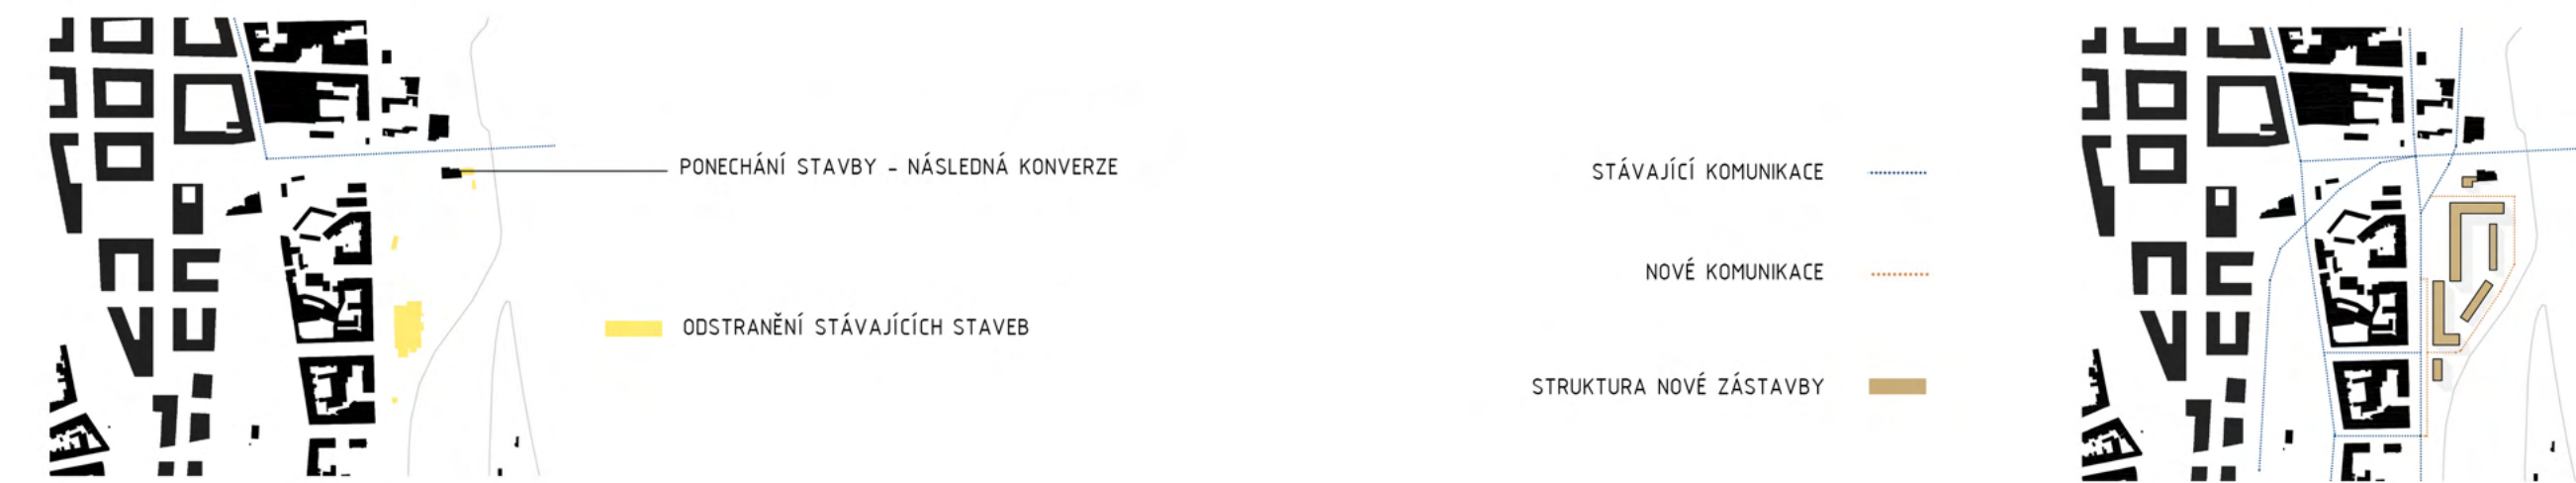 PONECHÁNÍ STAVBY - NÁSLEDNÁ KONVERZE
ODSTRANĚNÍ STÁVAJÍCÍCH STAVEB
STÁVAJÍCÍ KOMUNIKACE
NOVÉ KOMUNIKACE
STRUKTURA NOVÉ ZÁSTAVBY